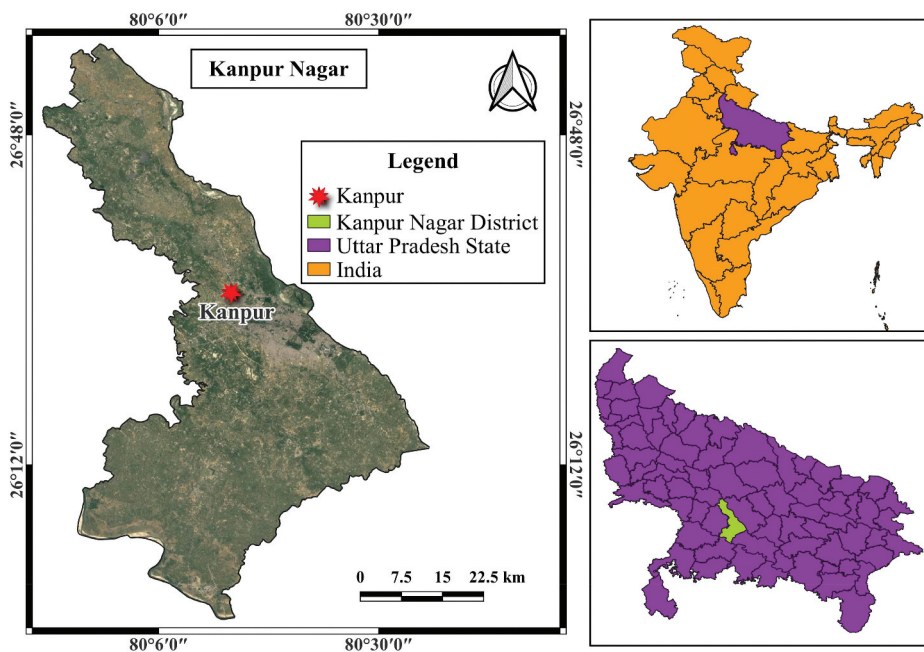 80°6′0″
80°30′0″
Kanpur Nagar
26°48′0″
26°48′0″
Legend
Kanpur
Kanpur Nagar District
Uttar Pradesh State
India
Kanpur
26°12′0″
26°12′0″
0 7.5 15 22.5 km
80°6′0″
80°30′0″